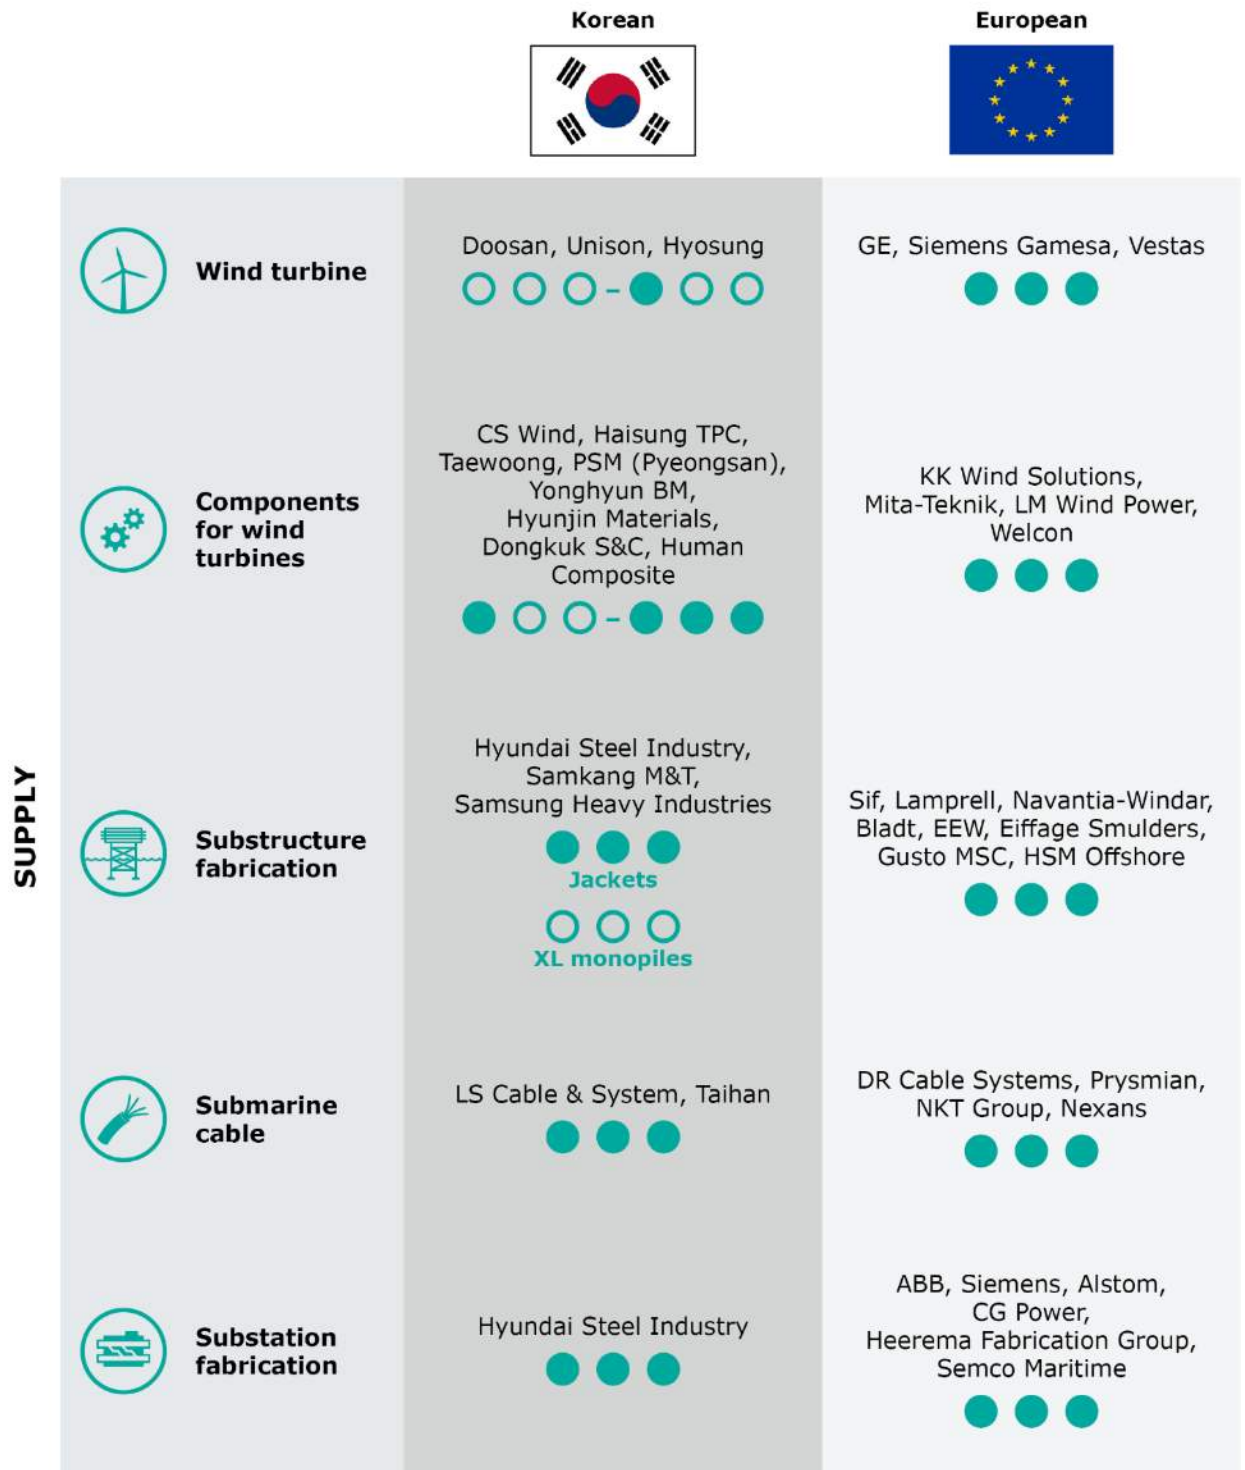 Korean
European
SUPPLY
Wind turbine
Doosan, Unison, Hyosung
GE, Siemens Gamesa, Vestas
Components
for wind
turbines
CS Wind, Haisung TPC,
Taewoong, PSM (Pyeongsan),
Yonghyun BM,
Hyunjin Materials,
Dongkuk S&C, Human
Composite
KK Wind Solutions,
Mita-Teknik, LM Wind Power,
Welcon
Substructure
fabrication
Hyundai Steel Industry,
Samkang M&T,
Samsung Heavy Industries
Jackets
XL monopiles
Sif, Lamprell, Navantia-Windar,
Bladt, EEW, Eiffage Smulders,
Gusto MSC, HSM Offshore
Submarine
cable
LS Cable & System, Taihan
DR Cable Systems, Prysmian,
NKT Group, Nexans
Substation
fabrication
Hyundai Steel Industry
ABB, Siemens, Alstom,
CG Power,
Heerema Fabrication Group,
Semco Maritime